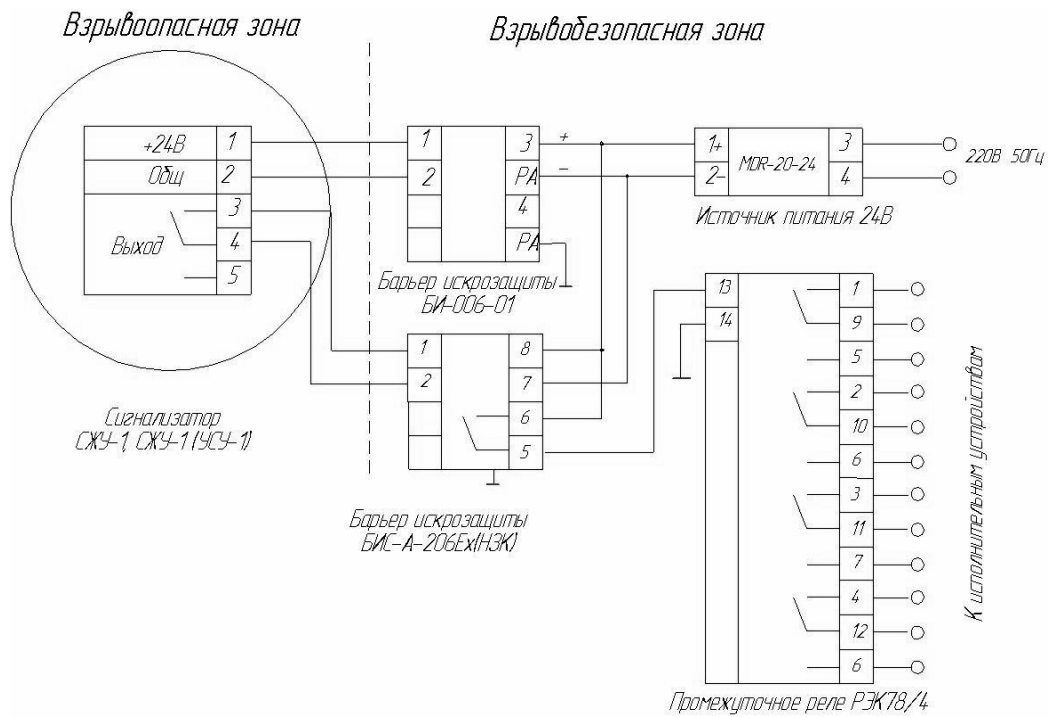 Взрывоопасная зона
Взрывобезопасная зона
+24В 1
Общ 2
3
Выход 4
5
1 3 +
2 РА –
4
РА
Барьер искрозащиты
БИ-006-01
1+ MDR-20-24 3
2– 4
220В 50Гц
Источник питания 24В
1 8
2 7
6
5
Барьер искрозащиты
БИС-А-206Ех(НЗК)
Сигнализатор
СЖУ-1, СЖУ-1 (УСУ-1)
13 1
14 9
5
2
10
6
3
11
7
4
12
6
К исполнительным устройствам
Промежуточное реле РЭК78/4